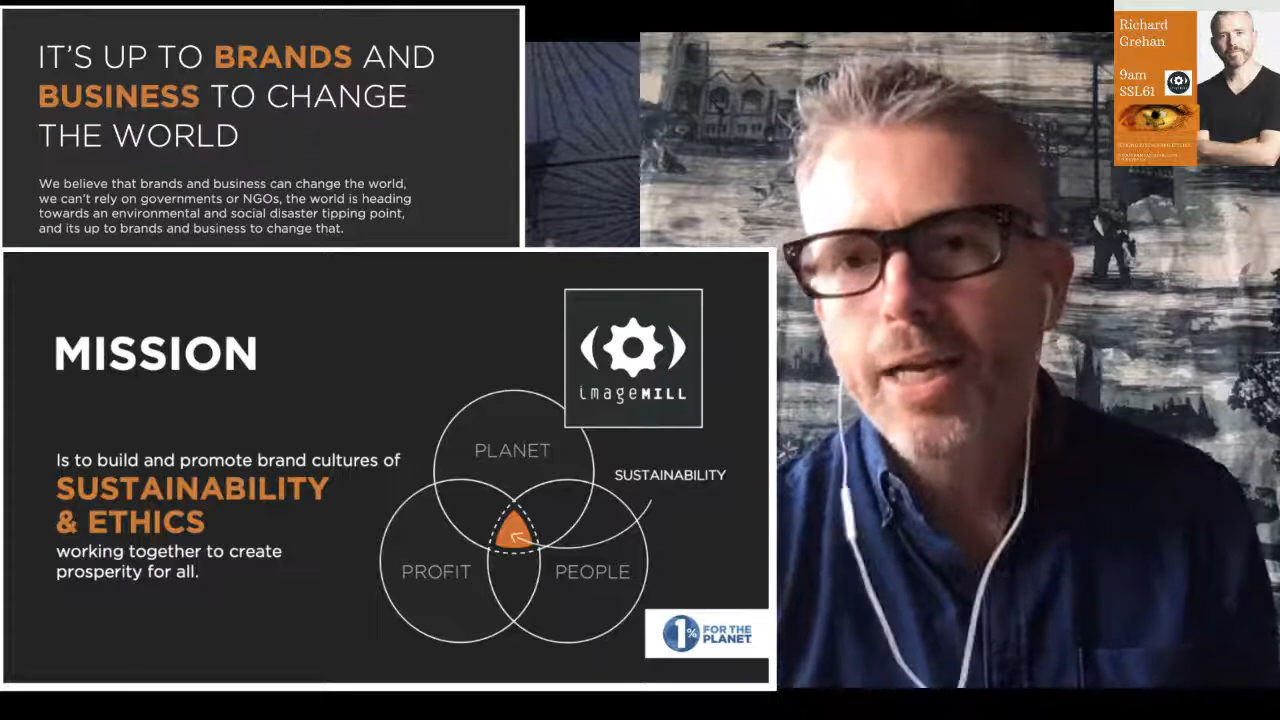 IT'S UP TO BRANDS AND
BUSINESS TO CHANGE
THE WORLD
We believe that brands and business can change the world,
we can't rely on governments or NGOs, the world is heading
towards an environmental and social disaster tipping point,
and its up to brands and business to change that.
MISSION
Is to build and promote brand cultures of
SUSTAINABILITY
& ETHICS
working together to create
prosperity for all.
imageMILL
PLANET
SUSTAINABILITY
PROFIT
PEOPLE
1%
FOR THE
PLANET
Richard
Grehan
9am
SSL61